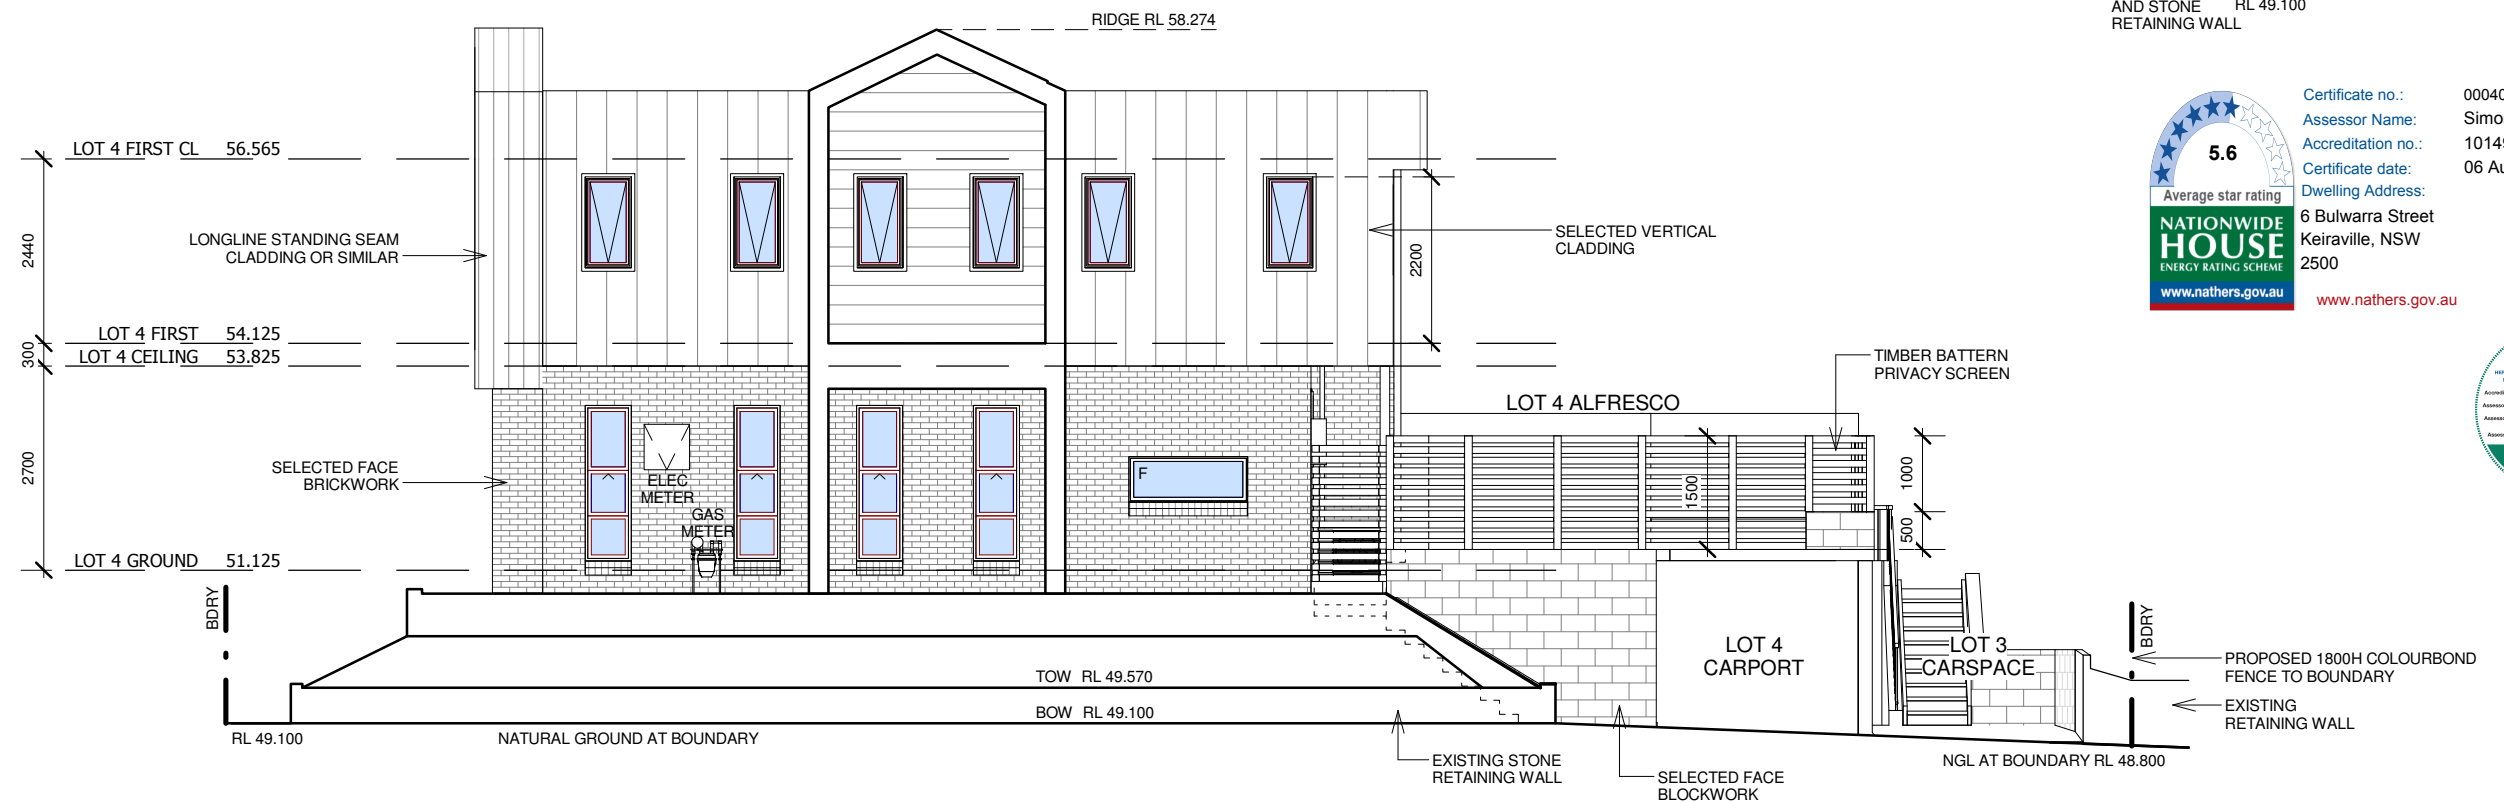 AND STONE RL 49.100
RETAINING WALL
RIDGE RL 58.274
LOT 4 FIRST CL 56.565
2440
LONGLINE STANDING SEAM
CLADDING OR SIMILAR
SELECTED VERTICAL
CLADDING
2200
LOT 4 FIRST 54.125
300
LOT 4 CEILING 53.825
2700
SELECTED FACE
BRICKWORK
ELEC
METER
GAS
METER
F
LOT 4 ALFRESCO
TIMBER BATTERN
PRIVACY SCREEN
1500
1000
500
LOT 4 GROUND 51.125
BDRY
LOT 4
CARPORT
LOT 3
CARSPACE
BDRY
PROPOSED 1800H COLOURBOND
FENCE TO BOUNDARY
EXISTING
RETAINING WALL
TOW RL 49.570
BOW RL 49.100
RL 49.100
NATURAL GROUND AT BOUNDARY
EXISTING STONE
RETAINING WALL
SELECTED FACE
BLOCKWORK
NGL AT BOUNDARY RL 48.800
5.6
Average star rating
NATIONWIDE
HOUSE
ENERGY RATING SCHEME
www.nathers.gov.au
Certificate no.: 00040
Assessor Name: Simo
Accreditation no.: 10149
Certificate date: 06 Au
Dwelling Address:
6 Bulwarra Street
Keiraville, NSW
2500
www.nathers.gov.au